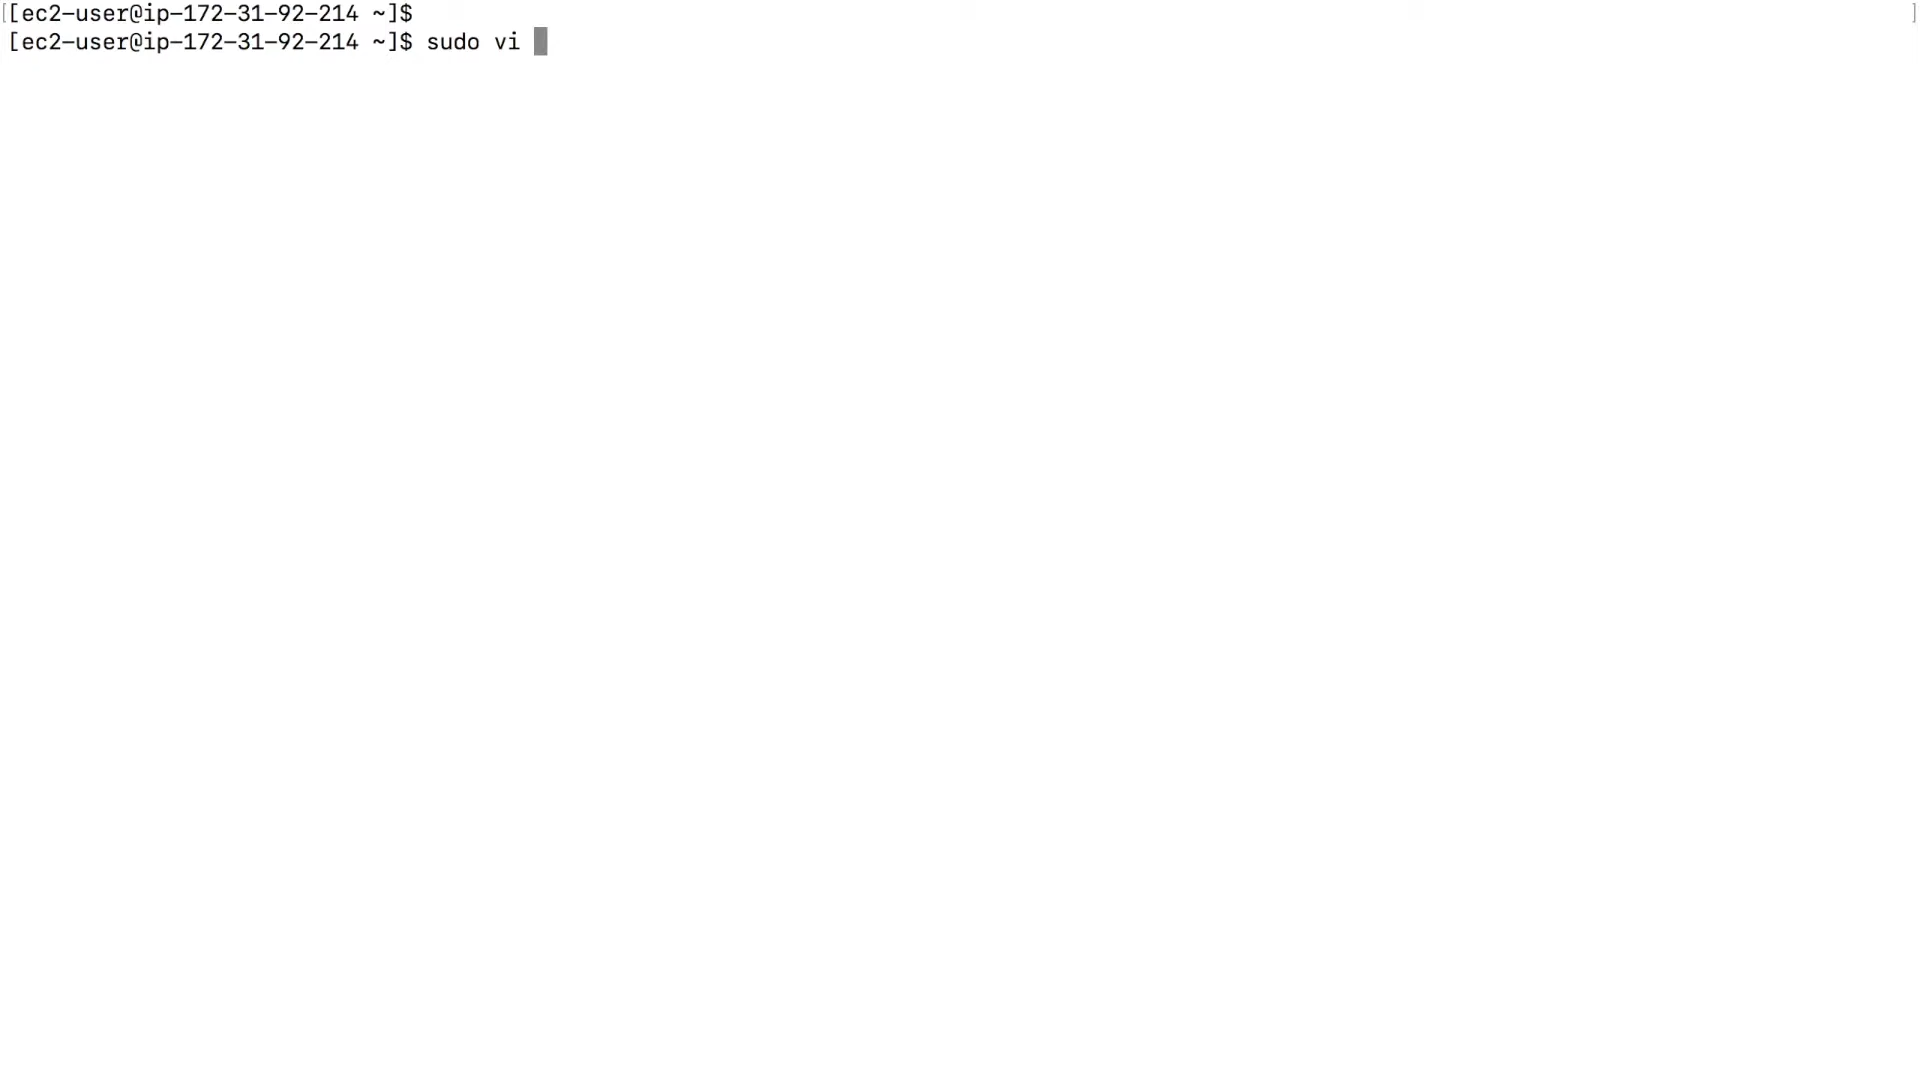 [[ec2-user@ip-172-31-92-214 ~]$ ]
[ec2-user@ip-172-31-92-214 ~]$ sudo vi